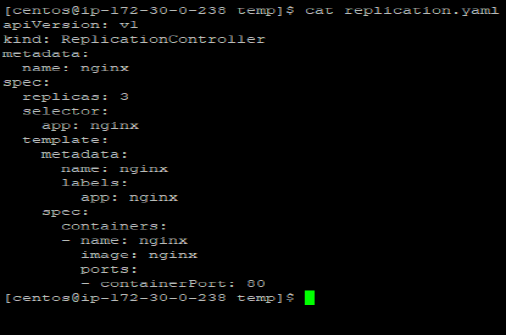 [centos@ip-172-30-0-238 temp]$ cat replication.yaml
apiVersion: v1
kind: ReplicationController
metadata:
  name: nginx
spec:
  replicas: 3
  selector:
    app: nginx
  template:
    metadata:
      name: nginx
      labels:
        app: nginx
    spec:
      containers:
      - name: nginx
        image: nginx
        ports:
        - containerPort: 80
[centos@ip-172-30-0-238 temp]$